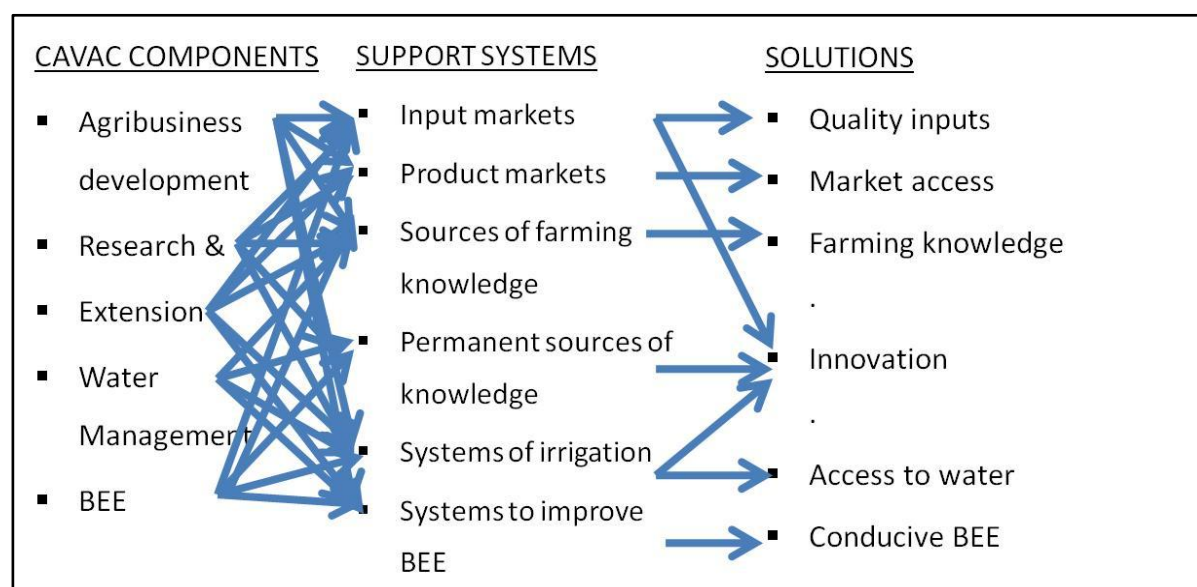 CAVAC COMPONENTS
▪ Agribusiness
development
▪ Research &
▪ Extension
▪ Water
Management
▪ BEE
SUPPORT SYSTEMS
▪ Input markets
▪ Product markets
▪ Sources of farming
knowledge
▪ Permanent sources of
knowledge
▪ Systems of irrigation
▪ Systems to improve
BEE
SOLUTIONS
▪ Quality inputs
▪ Market access
▪ Farming knowledge
.
▪ Innovation
.
▪ Access to water
▪ Conducive BEE